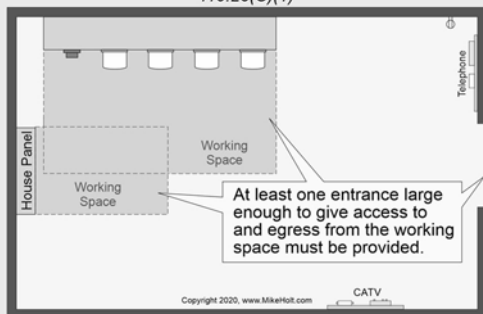 110.26(C)(1)
Telephone
House Panel
Working
Space
Working
Space
At least one entrance large
enough to give access to
and egress from the working
space must be provided.
Copyright 2020, www.MikeHolt.com
CATV